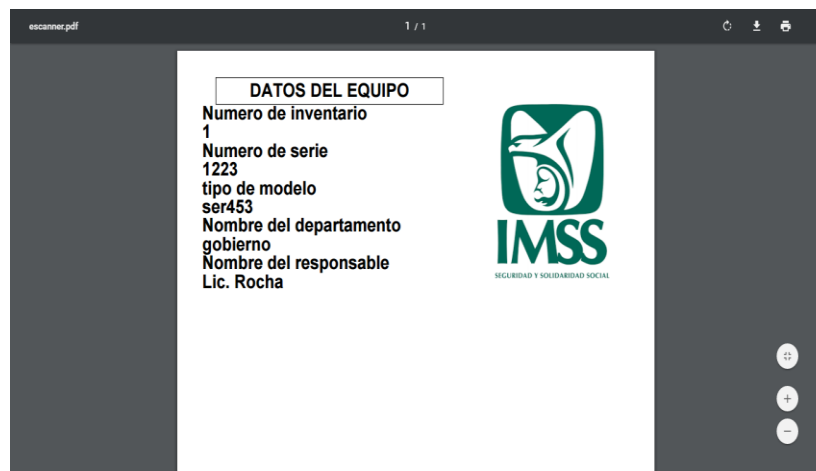 escanner.pdf
1 / 1
DATOS DEL EQUIPO
Numero de inventario
1
Numero de serie
1223
tipo de modelo
ser453
Nombre del departamento
gobierno
Nombre del responsable
Lic. Rocha
IMSS
SEGURIDAD Y SOLIDARIDAD SOCIAL